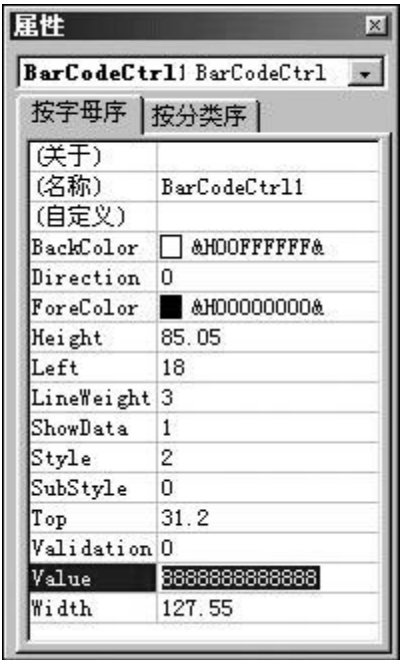 属性
BarCodeCtrl1 BarCodeCtrl
按字母序 按分类序
(关于)
(名称) BarCodeCtrl1
(自定义)
BackColor &H00FFFFFF&
Direction 0
ForeColor &H00000000&
Height 85.05
Left 18
LineWeight 3
ShowData 1
Style 2
SubStyle 0
Top 31.2
Validation 0
Value 8888888888888
Width 127.55